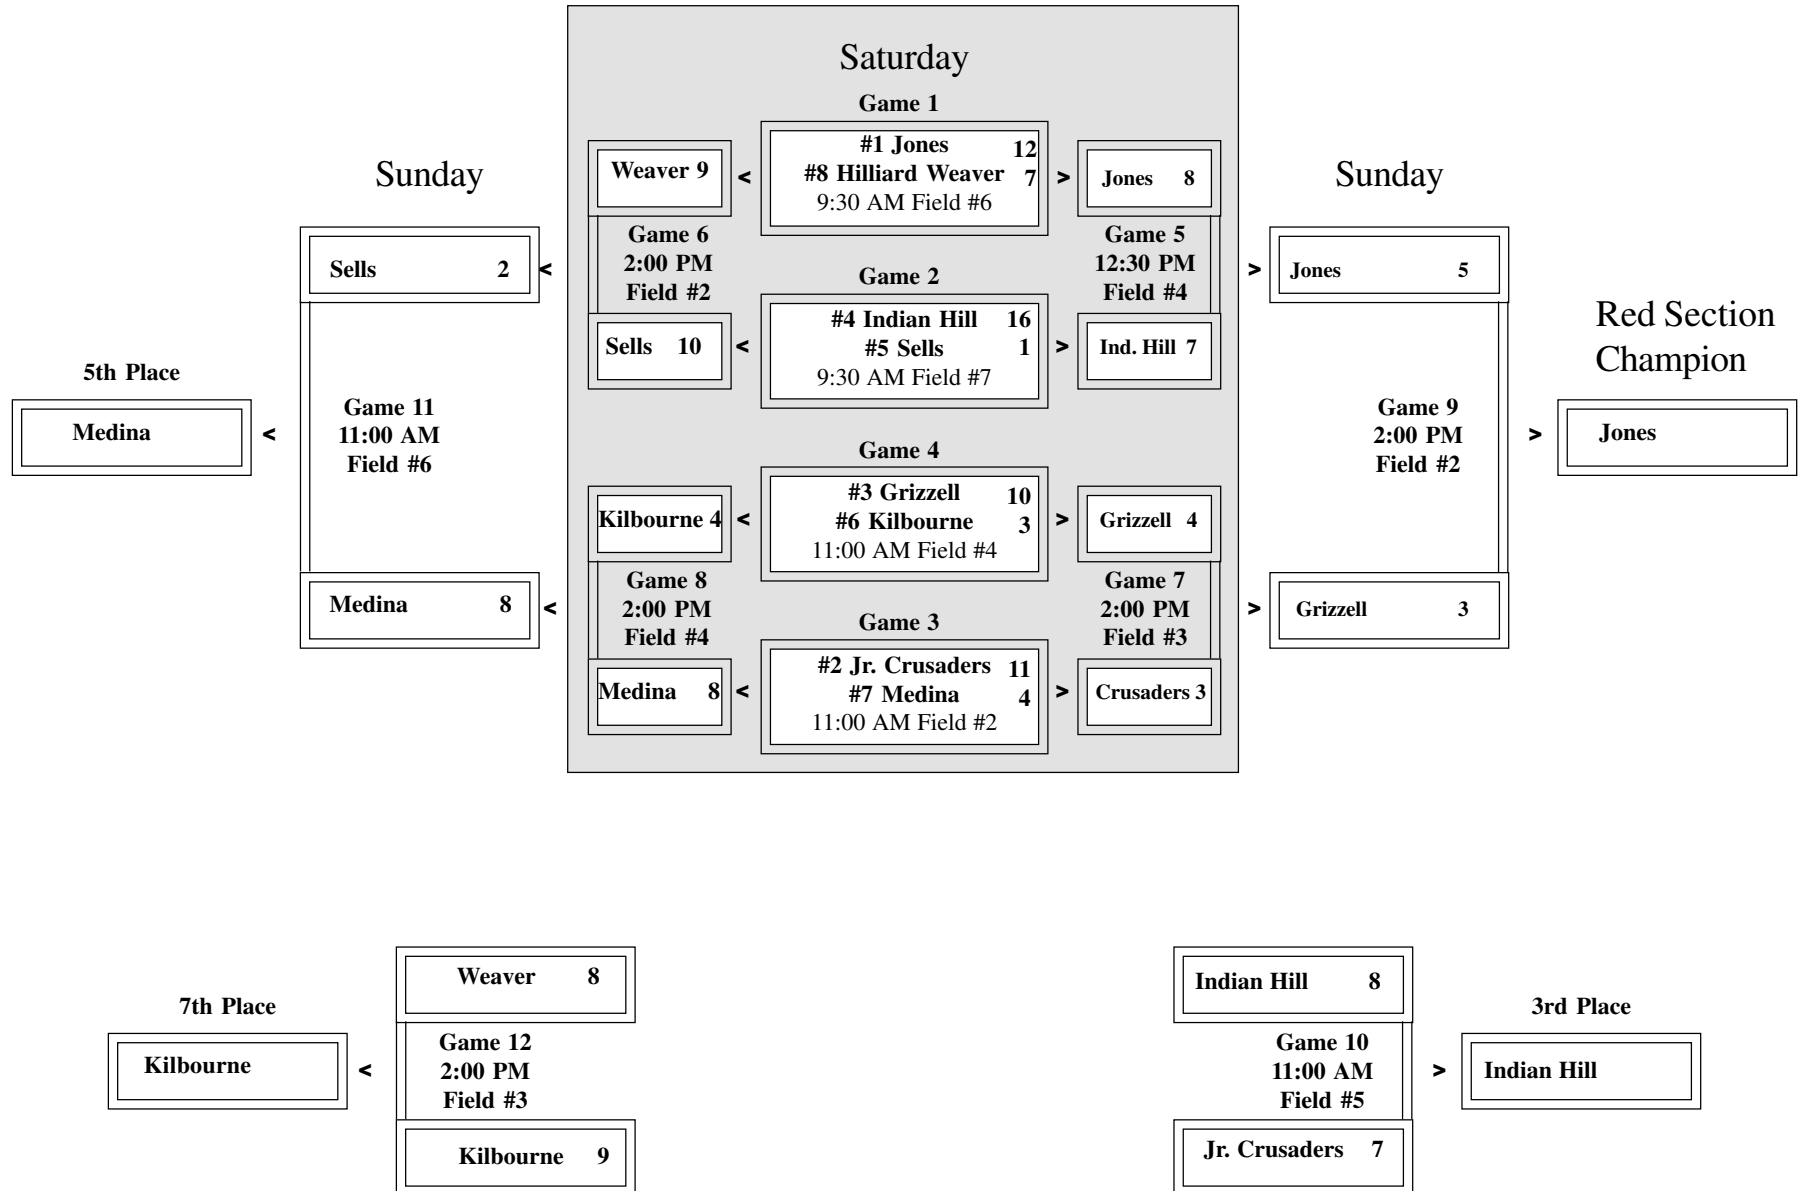 Saturday
Game 1
#1 Jones 12
#8 Hilliard Weaver 7
9:30 AM Field #6
Weaver 9 <
> Jones 8
Sunday
Sunday
Game 6
2:00 PM
Field #2
Game 5
12:30 PM
Field #4
Sells 2 <
> Jones 5
Game 2
#4 Indian Hill 16
#5 Sells 1
9:30 AM Field #7
Sells 10 <
> Ind. Hill 7
Red Section
Champion
5th Place
Medina <
Game 11
11:00 AM
Field #6
Game 9
2:00 PM
Field #2
> Jones
Game 4
#3 Grizzell 10
#6 Kilbourne 3
11:00 AM Field #4
Kilbourne 4 <
> Grizzell 4
Game 8
2:00 PM
Field #4
Game 7
2:00 PM
Field #3
Medina 8 <
> Grizzell 3
Game 3
#2 Jr. Crusaders 11
#7 Medina 4
11:00 AM Field #2
Medina 8 <
> Crusaders 3
Weaver 8
7th Place
Kilbourne <
Game 12
2:00 PM
Field #3
Kilbourne 9
Indian Hill 8
3rd Place
Game 10
11:00 AM
Field #5
> Indian Hill
Jr. Crusaders 7